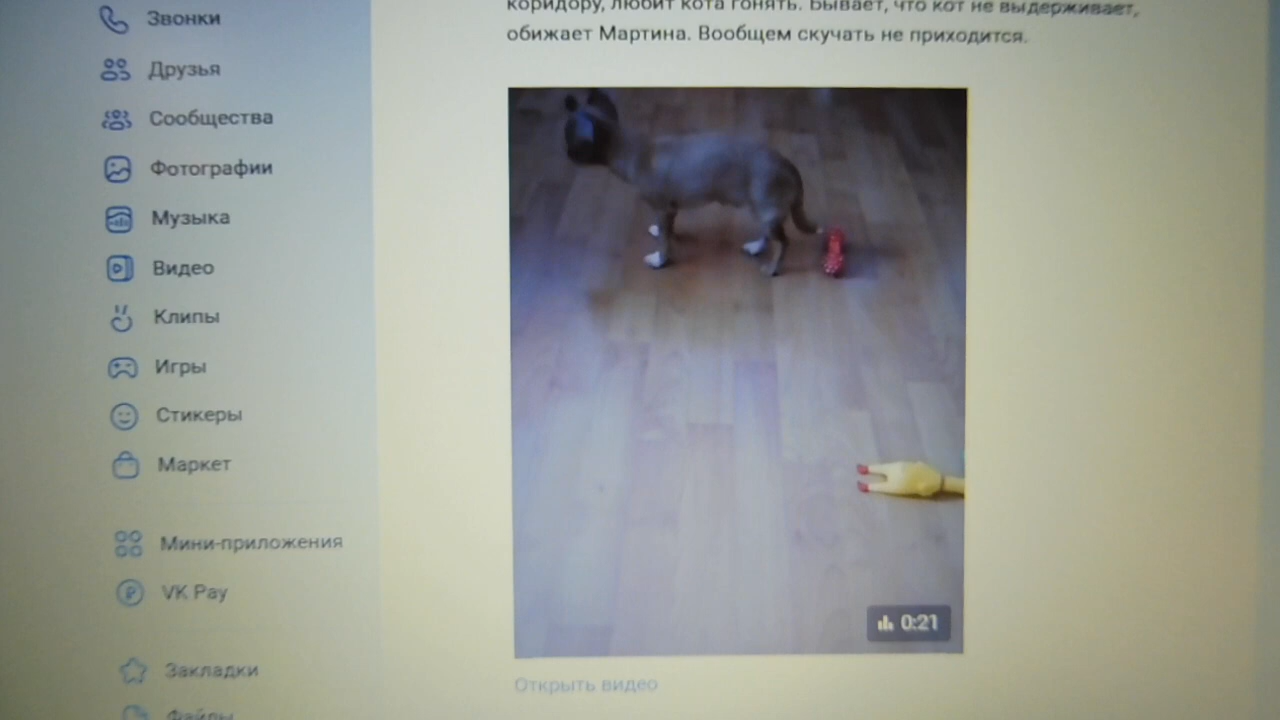 Звонки
Друзья
Сообщества
Фотографии
Музыка
Видео
Клипы
Игры
Стикеры
Маркет
Мини-приложения
VK Pay
Закладки
Файлы
коридору, любит кота гонять. Бывает, что кот не выдерживает,
обижает Мартина. Вообщем скучать не приходится.
0:21
Открыть видео